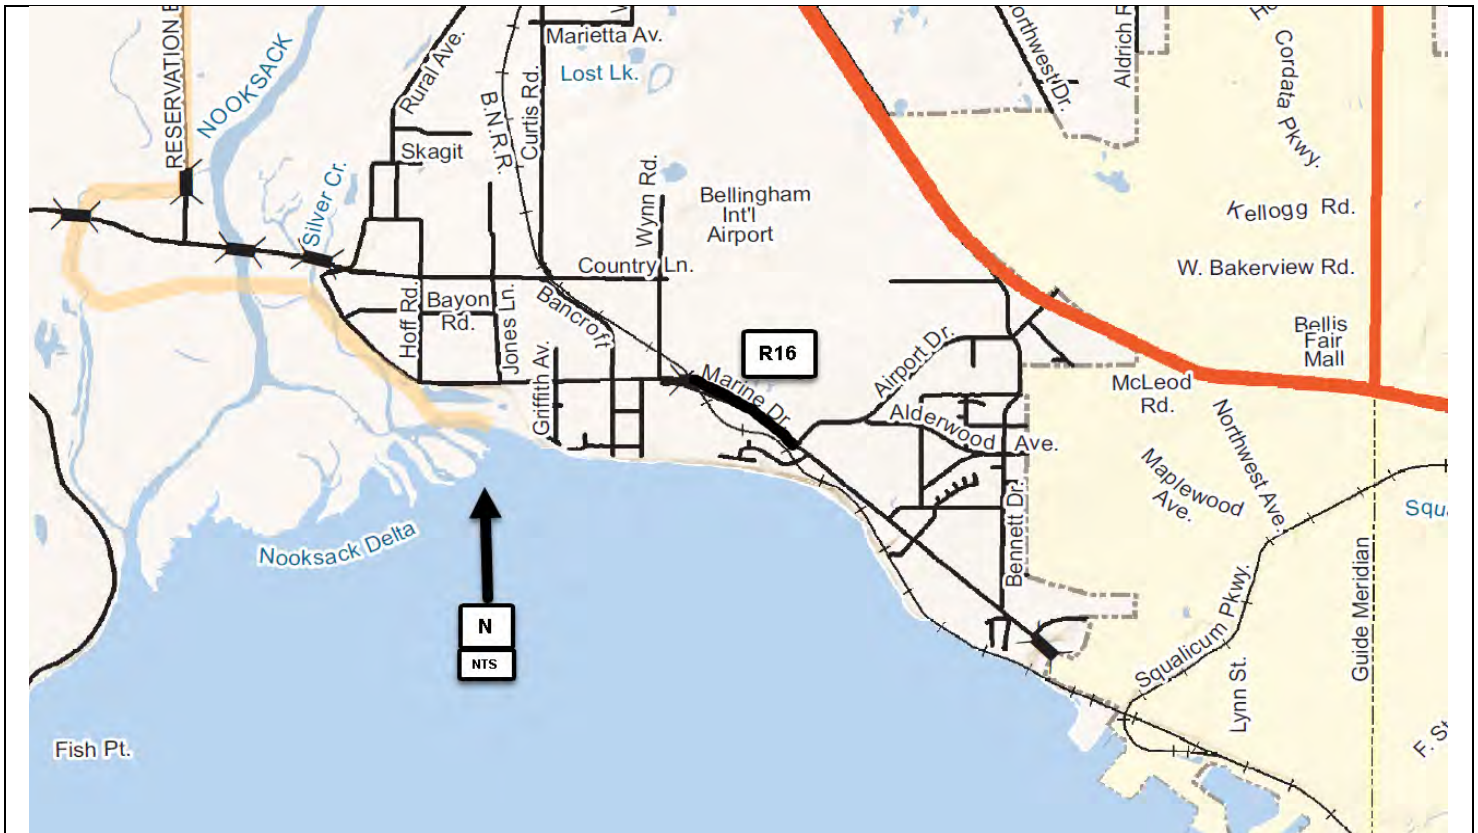 RESERVATION
NOOKSACK
Rural Ave.
B.N.R.R.
Curtis Rd.
Marietta Av.
Lost Lk.
Northwest Dr.
Aldrich R
Cordata Pkwy.
Skagit
Silver Cr.
Wynn Rd.
Bellingham
Int'l
Airport
Kellogg Rd.
W. Bakerview Rd.
Country Ln.
Hoff Rd.
Bayon
Rd.
Jones Ln.
Bancroft
Griffith Av.
R16
Marine Dr.
Airport Dr.
Alderwood Ave.
Bellis
Fair
Mall
McLeod
Rd.
Northwest Ave.
Maplewood
Ave.
Squa
Nooksack Delta
Bennett Dr.
Guide Meridian
Squalicum Pkwy.
Lynn St.
F. St
N
NTS
Fish Pt.